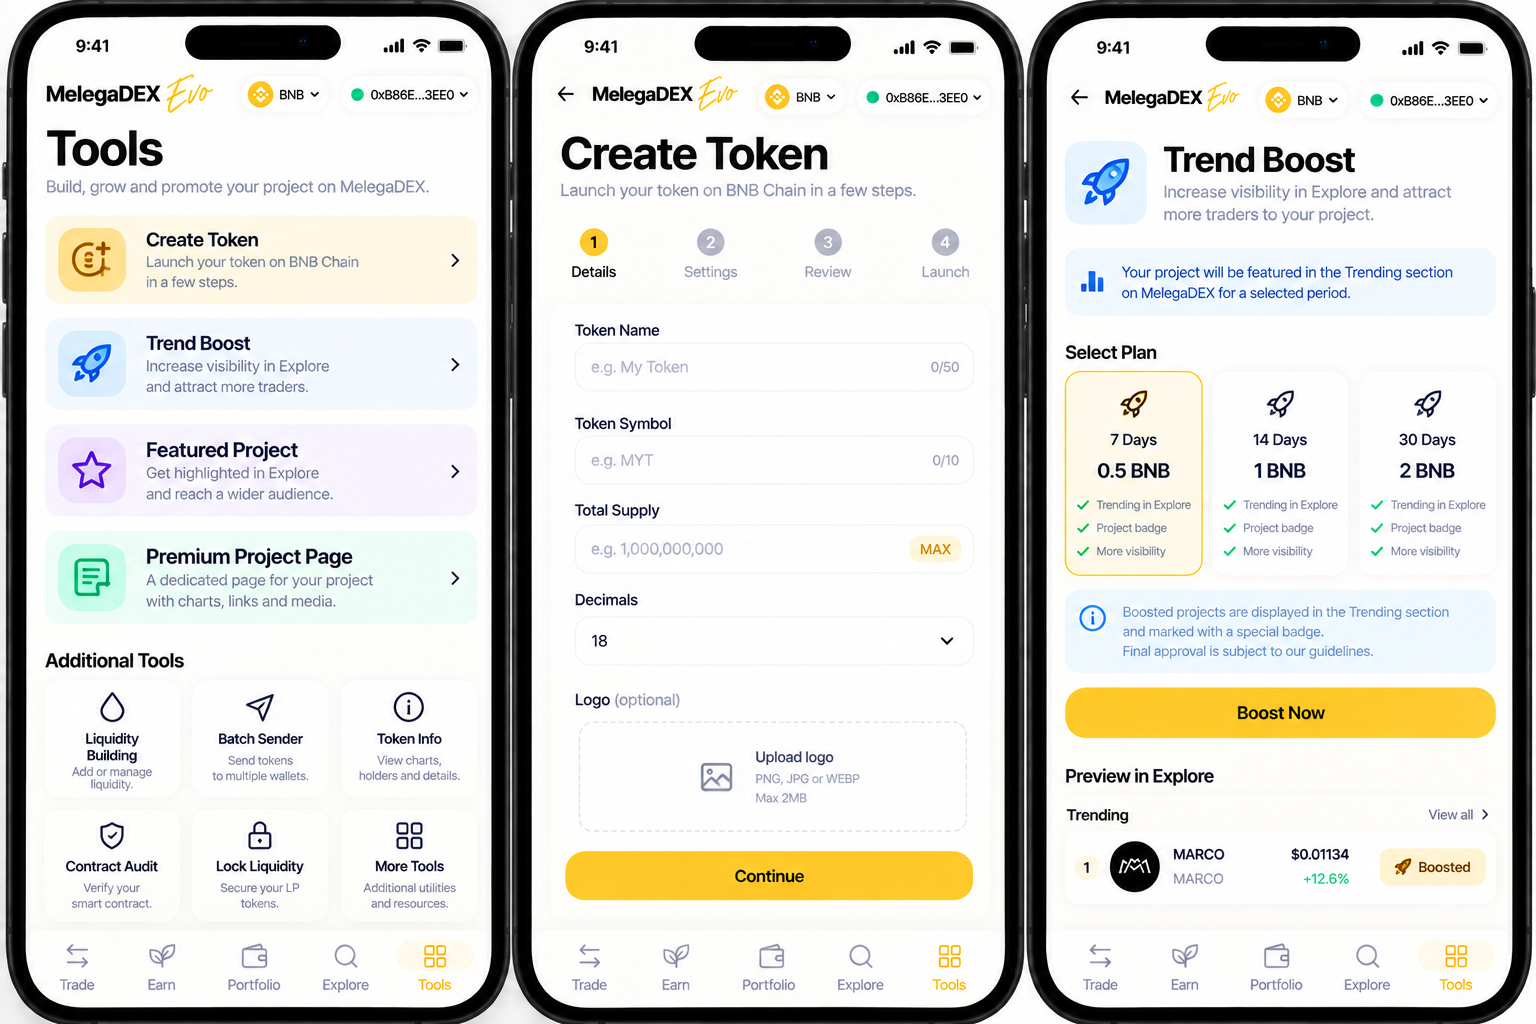 9:41
MelegaDEX Evo
BNB
0xB86E...3EE0
Tools
Build, grow and promote your project on MelegaDEX.
Create Token
Launch your token on BNB Chain
in a few steps.
Trend Boost
Increase visibility in Explore
and attract more traders.
Featured Project
Get highlighted in Explore
and reach a wider audience.
Premium Project Page
A dedicated page for your project
with charts, links and media.
Additional Tools
Liquidity
Building
Add or manage
liquidity.
Batch Sender
Send tokens
to multiple wallets.
Token Info
View charts,
holders and details.
Contract Audit
Verify your
smart contract.
Lock Liquidity
Secure your LP
tokens.
More Tools
Additional utilities
and resources.
Trade
Earn
Portfolio
Explore
Tools
9:41
MelegaDEX Evo
BNB
0xB86E...3EE0
Create Token
Launch your token on BNB Chain in a few steps.
1
Details
2
Settings
3
Review
4
Launch
Token Name
e.g. My Token
0/50
Token Symbol
e.g. MYT
0/10
Total Supply
e.g. 1,000,000,000
MAX
Decimals
18
Logo (optional)
Upload logo
PNG, JPG or WEBP
Max 2MB
Continue
Trade
Earn
Portfolio
Explore
Tools
9:41
MelegaDEX Evo
BNB
0xB86E...3EE0
Trend Boost
Increase visibility in Explore and attract
more traders to your project.
Your project will be featured in the Trending section
on MelegaDEX for a selected period.
Select Plan
7 Days
0.5 BNB
Trending in Explore
Project badge
More visibility
14 Days
1 BNB
Trending in Explore
Project badge
More visibility
30 Days
2 BNB
Trending in Explore
Project badge
More visibility
Boosted projects are displayed in the Trending section
and marked with a special badge.
Final approval is subject to our guidelines.
Boost Now
Preview in Explore
Trending
View all
1
MARCO
MARCO
$0.01134
+12.6%
Boosted
Trade
Earn
Portfolio
Explore
Tools